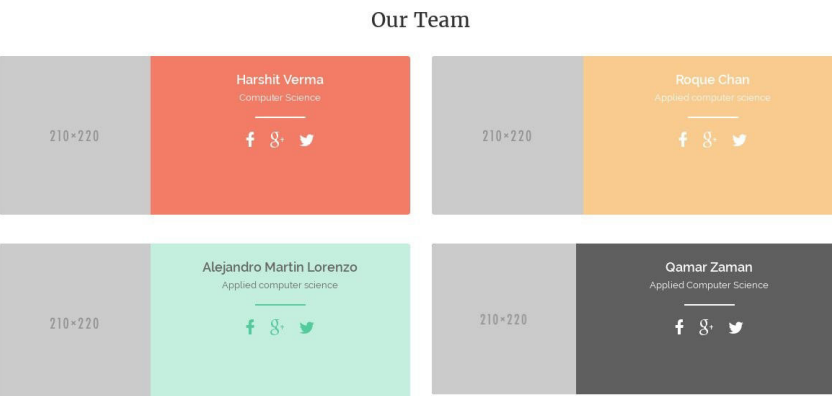 Our Team
210×220
Harshit Verma
Computer Science
210×220
Roque Chan
Applied computer science
210×220
Alejandro Martin Lorenzo
Applied computer science
210×220
Qamar Zaman
Applied Computer Science